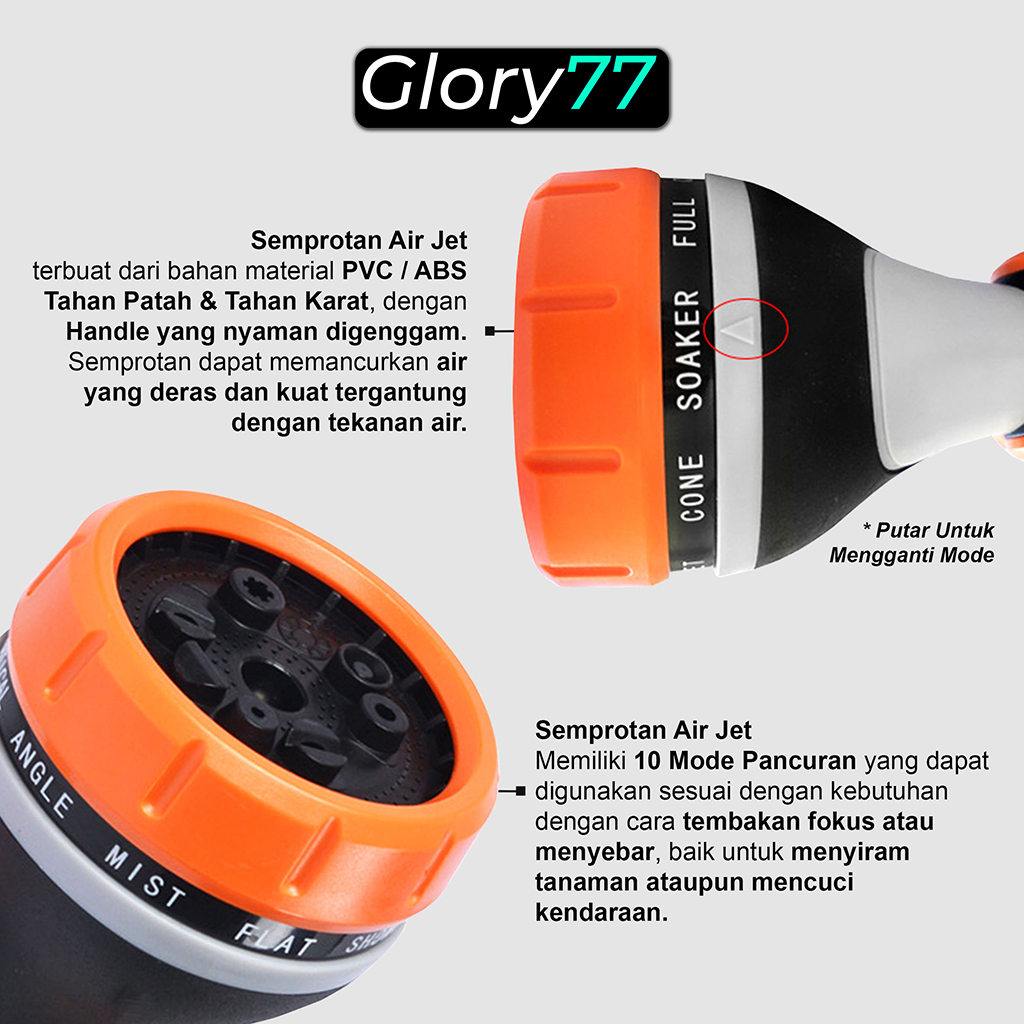 Glory77
Semprotan Air Jet
terbuat dari bahan material PVC / ABS
Tahan Patah & Tahan Karat, dengan
Handle yang nyaman digenggam.
Semprotan dapat memancurkan air
yang deras dan kuat tergantung
dengan tekanan air.
FULL
SOAKER
CONE
* Putar Untuk
Mengganti Mode
ANGLE
MIST
FLAT
Semprotan Air Jet
Memiliki 10 Mode Pancuran yang dapat
digunakan sesuai dengan kebutuhan
dengan cara tembakan fokus atau
menyebar, baik untuk menyiram
tanaman ataupun mencuci
kendaraan.